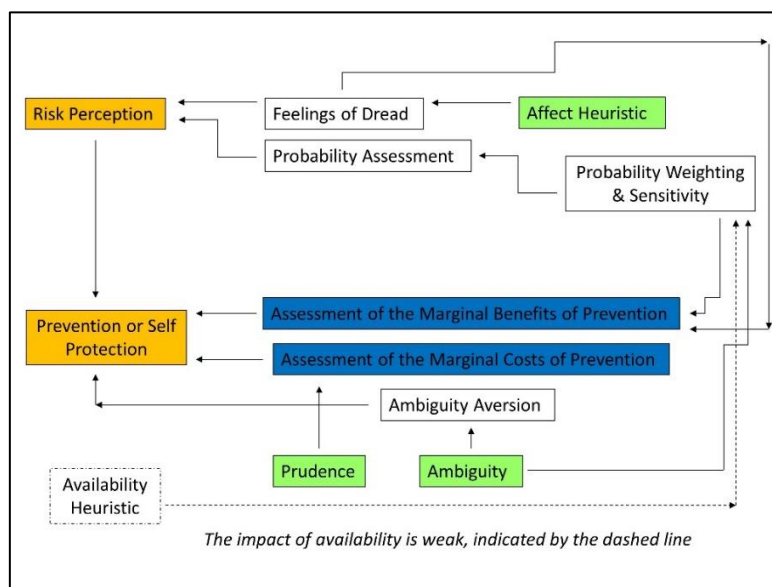 Risk Perception
Feelings of Dread
Affect Heuristic
Probability Assessment
Probability Weighting
& Sensitivity
Assessment of the Marginal Benefits of Prevention
Prevention or Self
Protection
Assessment of the Marginal Costs of Prevention
Ambiguity Aversion
Prudence
Ambiguity
Availability
Heuristic
The impact of availability is weak, indicated by the dashed line